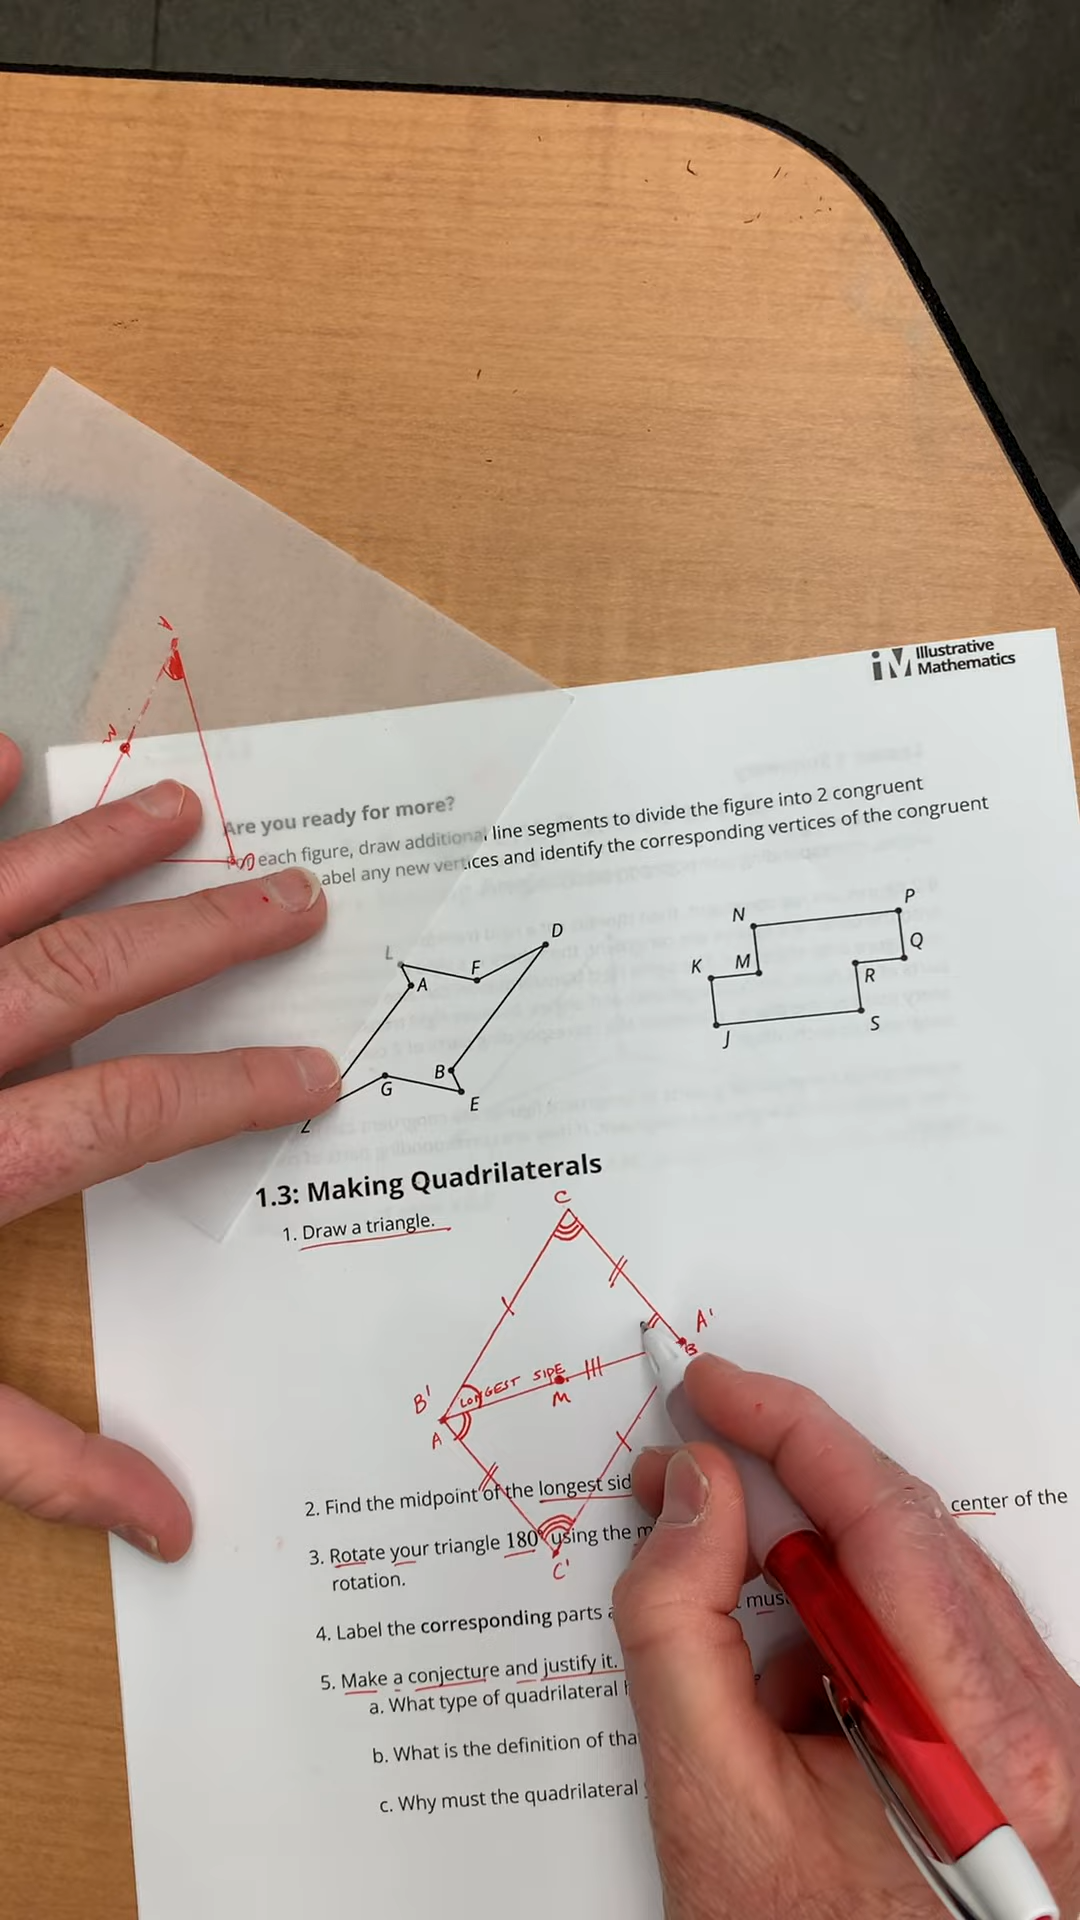 Illustrative
Mathematics
A
M
Are you ready for more?
each figure, draw additional line segments to divide the figure into 2 congruent
abel any new vertices and identify the corresponding vertices of the congruent
D
L
F
A
B
G
E
P
N
Q
K
M
R
S
J
1.3: Making Quadrilaterals
1. Draw a triangle.
C
A'
B
LONGEST SIDE
M
B'
A
2. Find the midpoint of the longest sid
3. Rotate your triangle 180° using the m center of the
rotation.
C'
4. Label the corresponding parts
5. Make a conjecture and justify it.
a. What type of quadrilateral
b. What is the definition of tha
c. Why must the quadrilateral